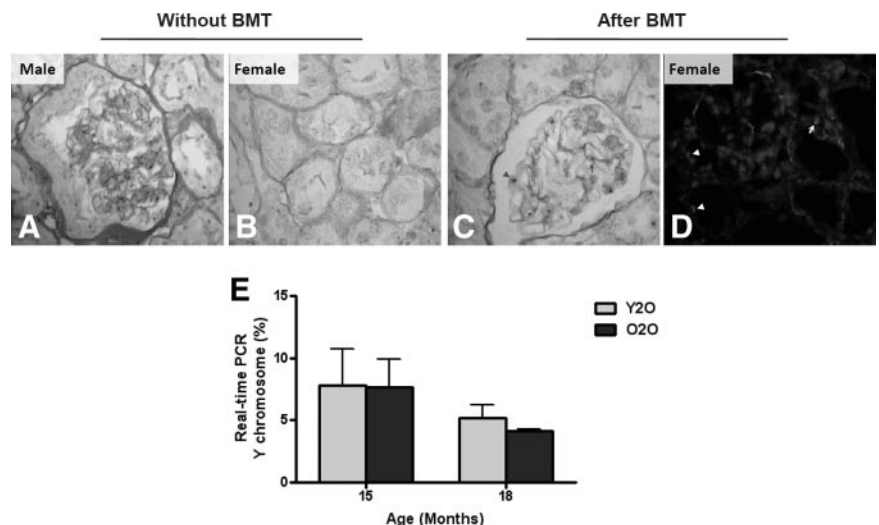 Without BMT
After BMT
Male
Female
Female
A
B
C
D
E
15
10
5
0
Real-time PCR
Y chromosome (%)
Y2O
O2O
15
18
Age (Months)